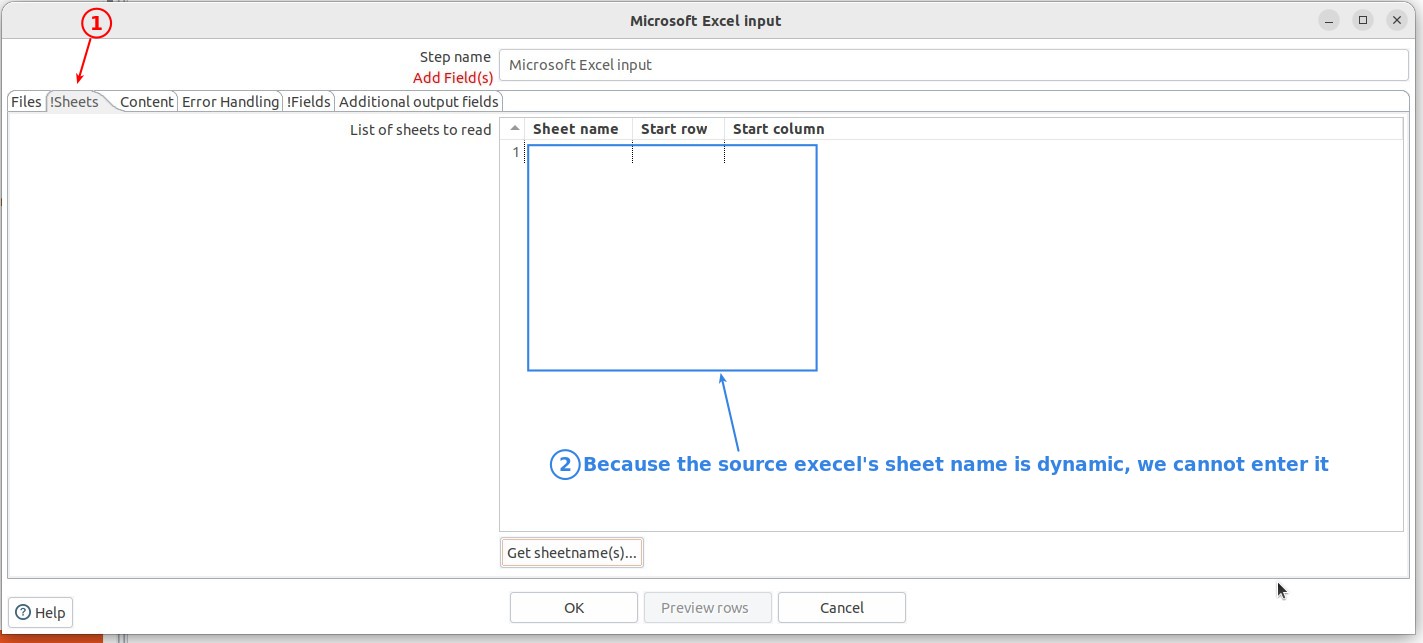 Microsoft Excel input
1
Step name
Microsoft Excel input
Add Field(s)
Files !Sheets Content Error Handling !Fields Additional output fields
List of sheets to read
Sheet name Start row Start column
1
2 Because the source execel's sheet name is dynamic, we cannot enter it
Get sheetname(s)...
? Help
OK Preview rows Cancel